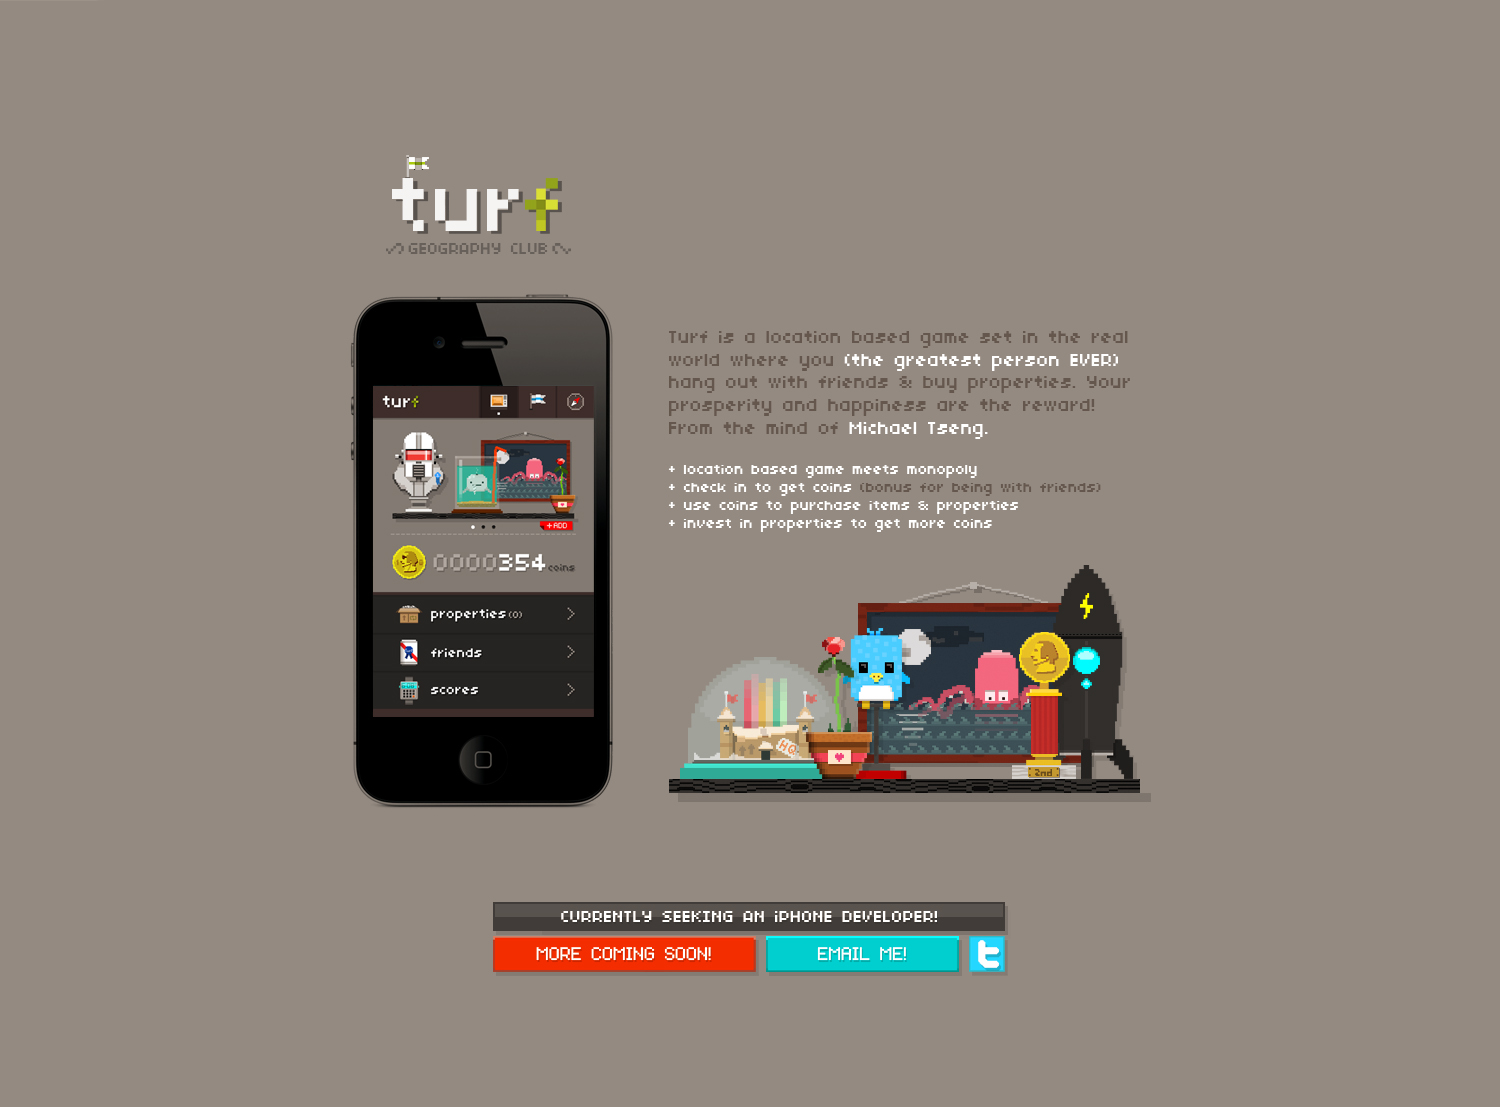 turf
GEOGRAPHY CLUB
turf
+ADD
0000354 coins
properties (0)
friends
scores
Turf is a location based game set in the real
world where you (the greatest person EVER)
hang out with friends & buy properties. Your
prosperity and happiness are the reward!
From the mind of Michael Tseng.
+ location based game meets monopoly
+ check in to get coins (bonus for being with friends)
+ use coins to purchase items & properties
+ invest in properties to get more coins
HQ
2nd
CURRENTLY SEEKING AN iPHONE DEVELOPER!
MORE COMING SOON!
EMAIL ME!